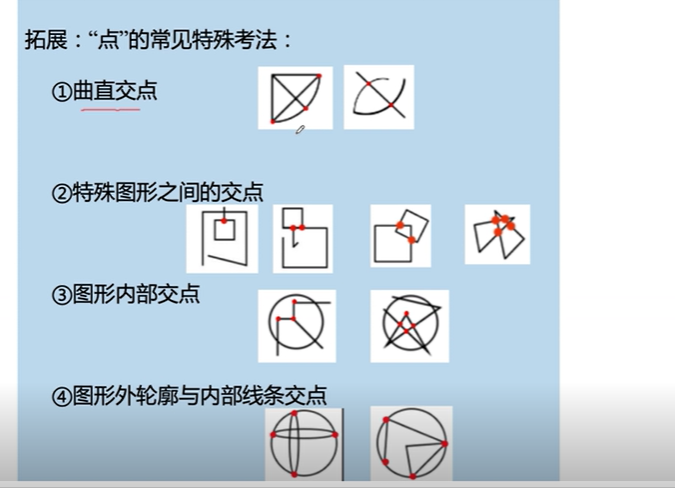 拓展：“点”的常见特殊考法：
①曲直交点
②特殊图形之间的交点
③图形内部交点
④图形外轮廓与内部线条交点